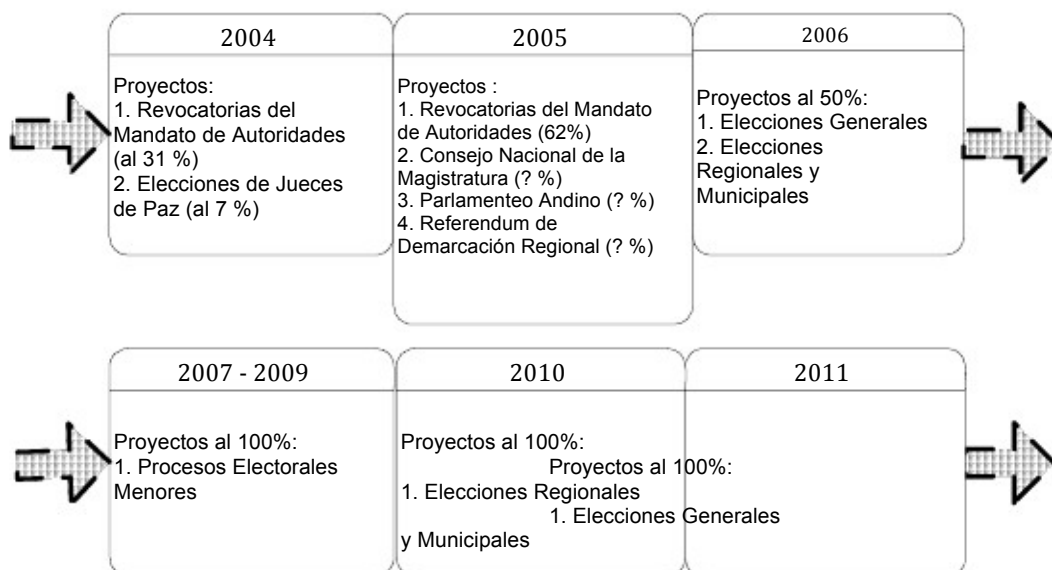 2004
Proyectos:
1. Revocatorias del
Mandato de Autoridades
(al 31 %)
2. Elecciones de Jueces
de Paz (al 7 %)
2005
Proyectos :
1. Revocatorias del Mandato
de Autoridades (62%)
2. Consejo Nacional de la
Magistratura (? %)
3. Parlamenteo Andino (? %)
4. Referendum de
Demarcación Regional (? %)
2006
Proyectos al 50%:
1. Elecciones Generales
2. Elecciones
Regionales y
Municipales
2007 - 2009
Proyectos al 100%:
1. Procesos Electorales
Menores
2010
Proyectos al 100%:
1. Elecciones Regionales
y Municipales
2011
Proyectos al 100%:
1. Elecciones Generales